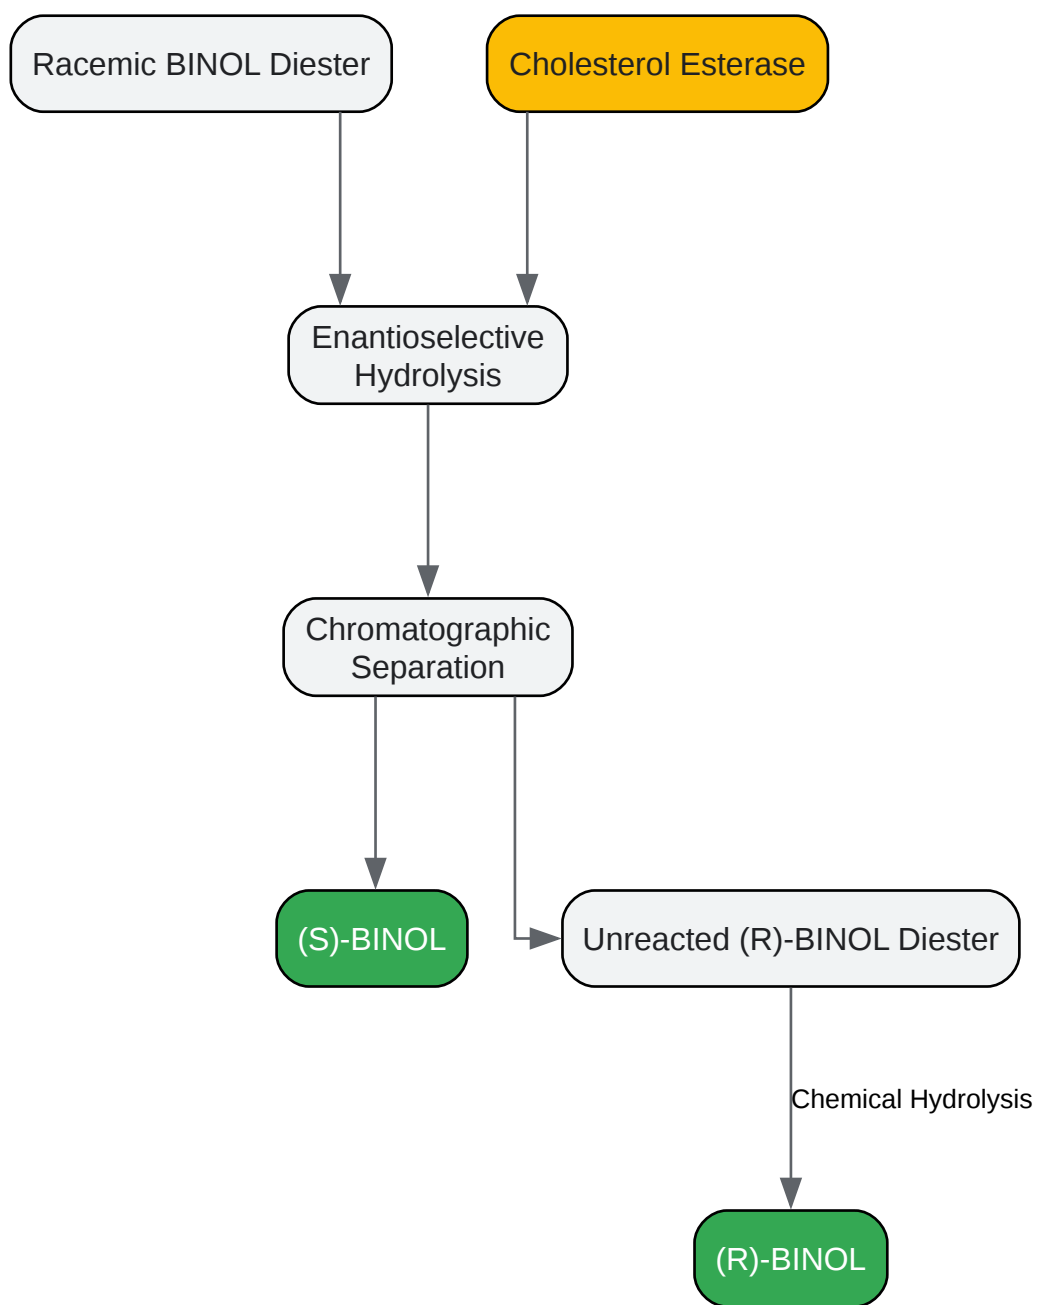 Racemic BINOL Diester
Cholesterol Esterase
Enantioselective
Hydrolysis
Chromatographic
Separation
(S)-BINOL
Unreacted (R)-BINOL Diester
Chemical Hydrolysis
(R)-BINOL